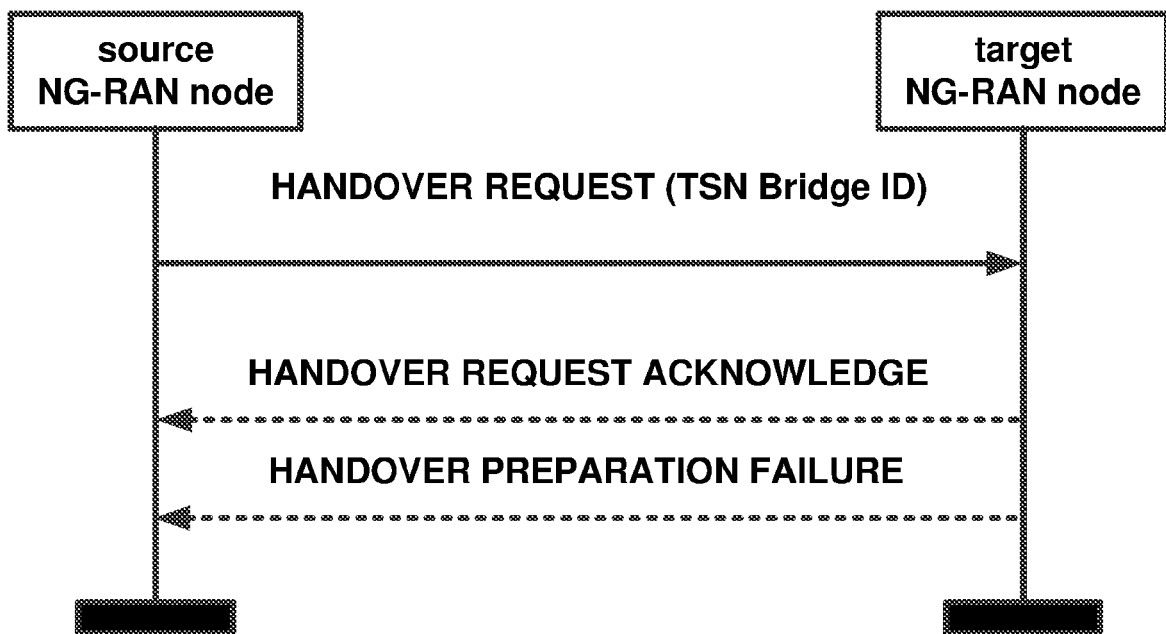 source
NG-RAN node
target
NG-RAN node
HANDOVER REQUEST (TSN Bridge ID)
HANDOVER REQUEST ACKNOWLEDGE
HANDOVER PREPARATION FAILURE